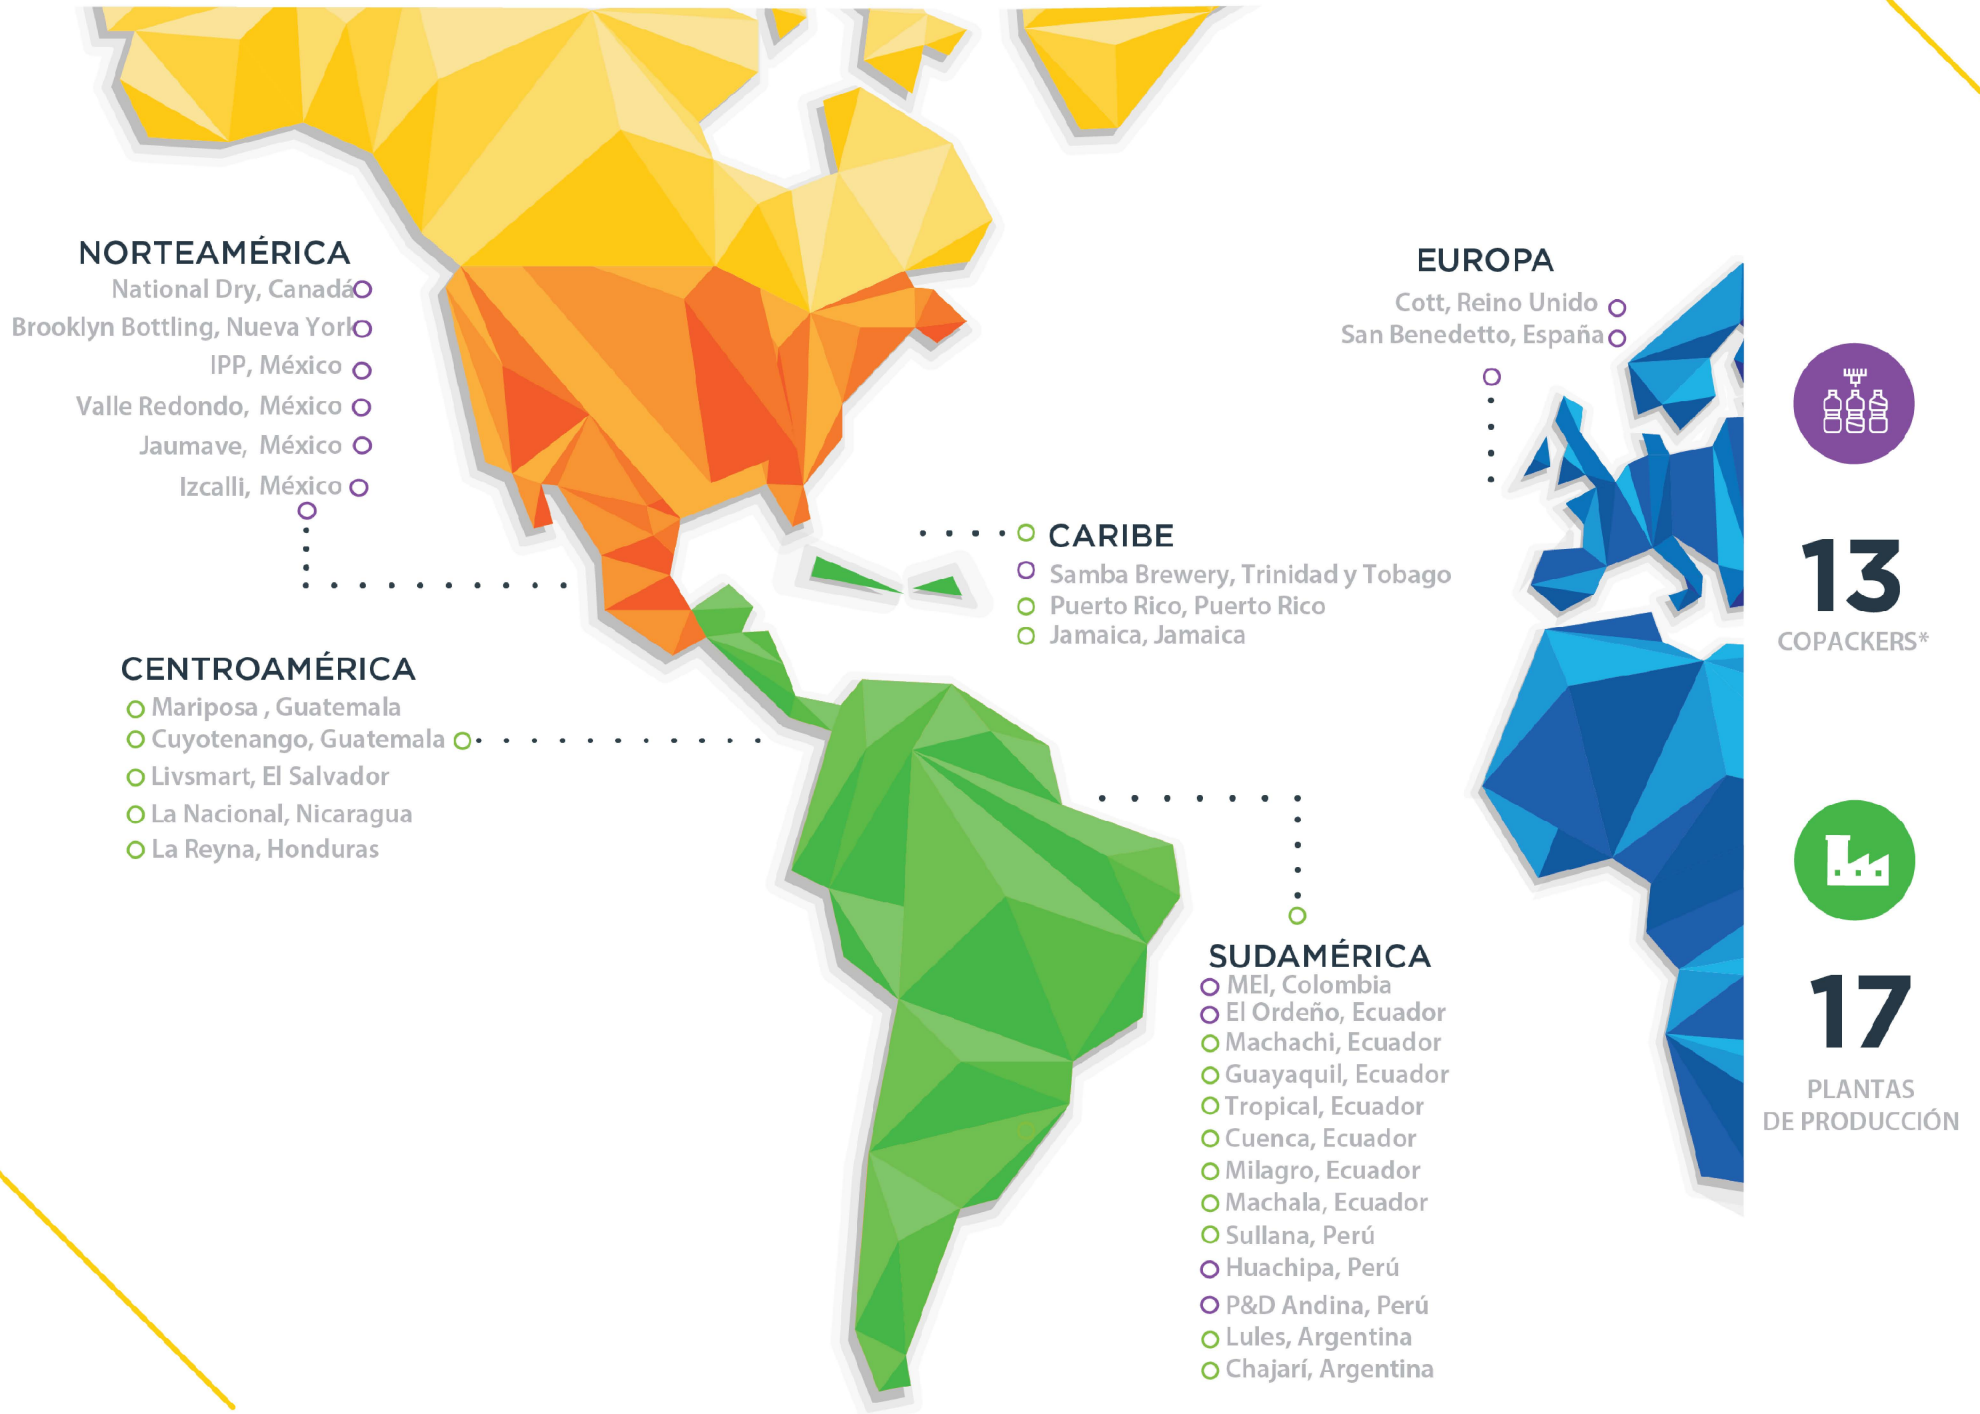 NORTEAMÉRICA
National Dry, Canadá
Brooklyn Bottling, Nueva York
IPP, México
Valle Redondo, México
Jaumave, México
Izcalli, México
EUROPA
Cott, Reino Unido
San Benedetto, España
CARIBE
Samba Brewery, Trinidad y Tobago
Puerto Rico, Puerto Rico
Jamaica, Jamaica
CENTROAMÉRICA
Mariposa , Guatemala
Cuyotenango, Guatemala
Livsmart, El Salvador
La Nacional, Nicaragua
La Reyna, Honduras
SUDAMÉRICA
MEI, Colombia
El Ordeño, Ecuador
Machachi, Ecuador
Guayaquil, Ecuador
Tropical, Ecuador
Cuenca, Ecuador
Milagro, Ecuador
Machala, Ecuador
Sullana, Perú
Huachipa, Perú
P&D Andina, Perú
Lules, Argentina
Chajarí, Argentina
13
COPACKERS*
17
PLANTAS
DE PRODUCCIÓN